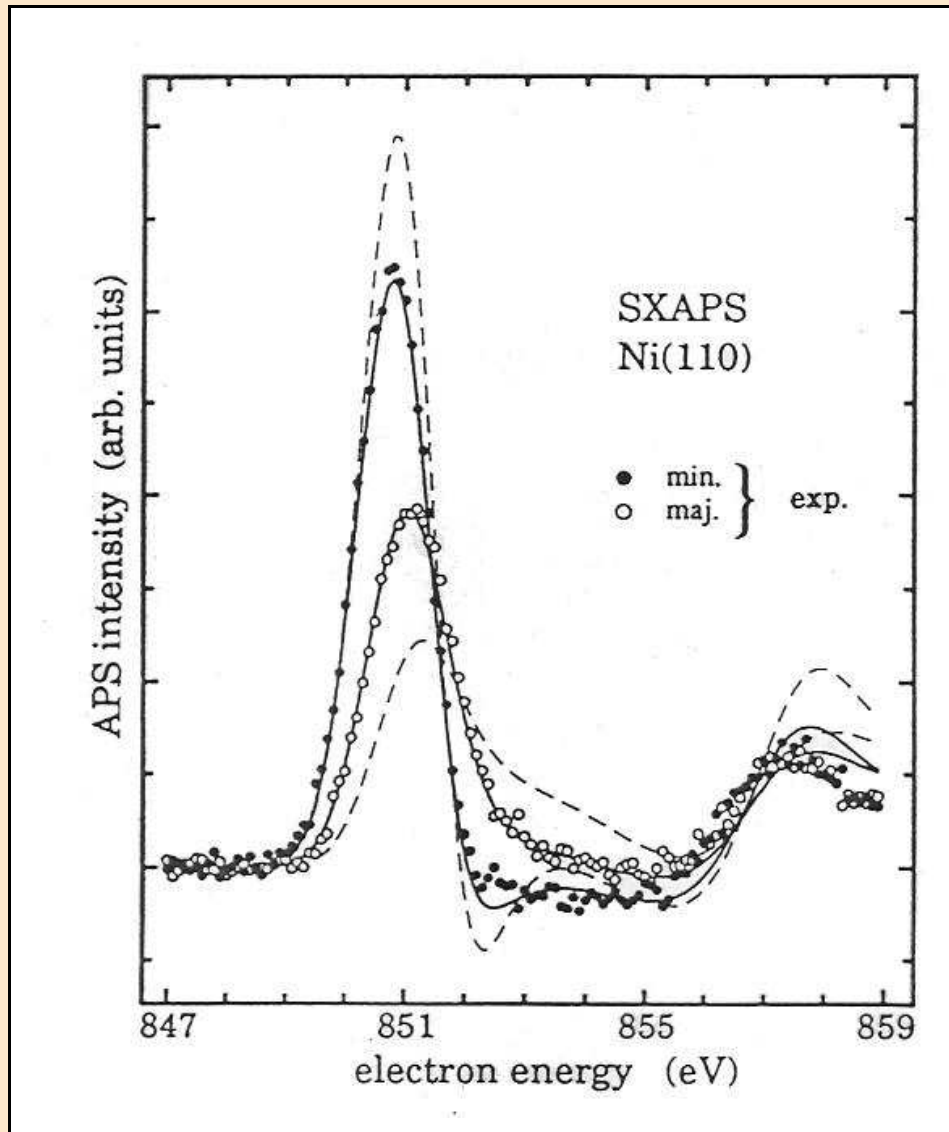 SXAPS
Ni(110)
min.
maj.
} exp.
APS intensity (arb. units)
847 851 855 859
electron energy (eV)